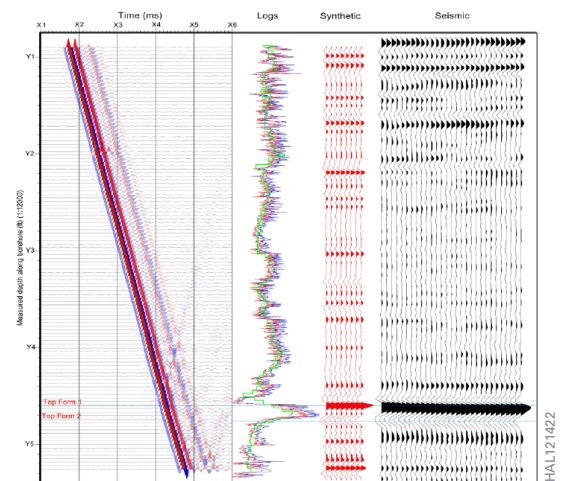 Time (ms) Logs Synthetic Seismic
X1 X2 X3 X4 X5 X6
Y1
Y2
Y3
Y4
Y5
Measured depth along borehole (ft) (1:13200)
Top Form 1
Top Form 2
HAL121422